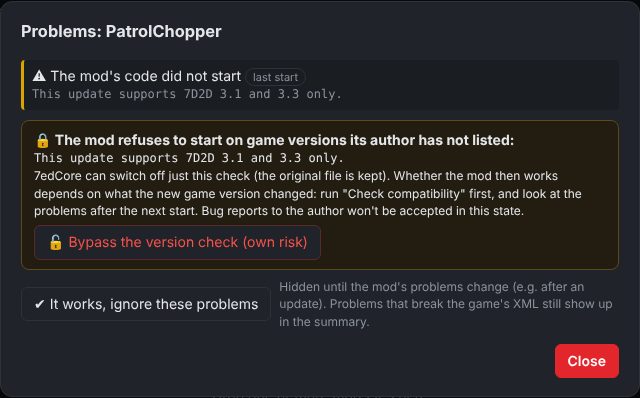 Problems: PatrolChopper
⚠ The mod's code did not start last start
This update supports 7D2D 3.1 and 3.3 only.
🔒 The mod refuses to start on game versions its author has not listed:
This update supports 7D2D 3.1 and 3.3 only.
7edCore can switch off just this check (the original file is kept). Whether the mod then works
depends on what the new game version changed: run "Check compatibility" first, and look at the
problems after the next start. Bug reports to the author won't be accepted in this state.
🔓 Bypass the version check (own risk)
✔ It works, ignore these problems
Hidden until the mod's problems change (e.g. after an
update). Problems that break the game's XML still show up
in the summary.
Close